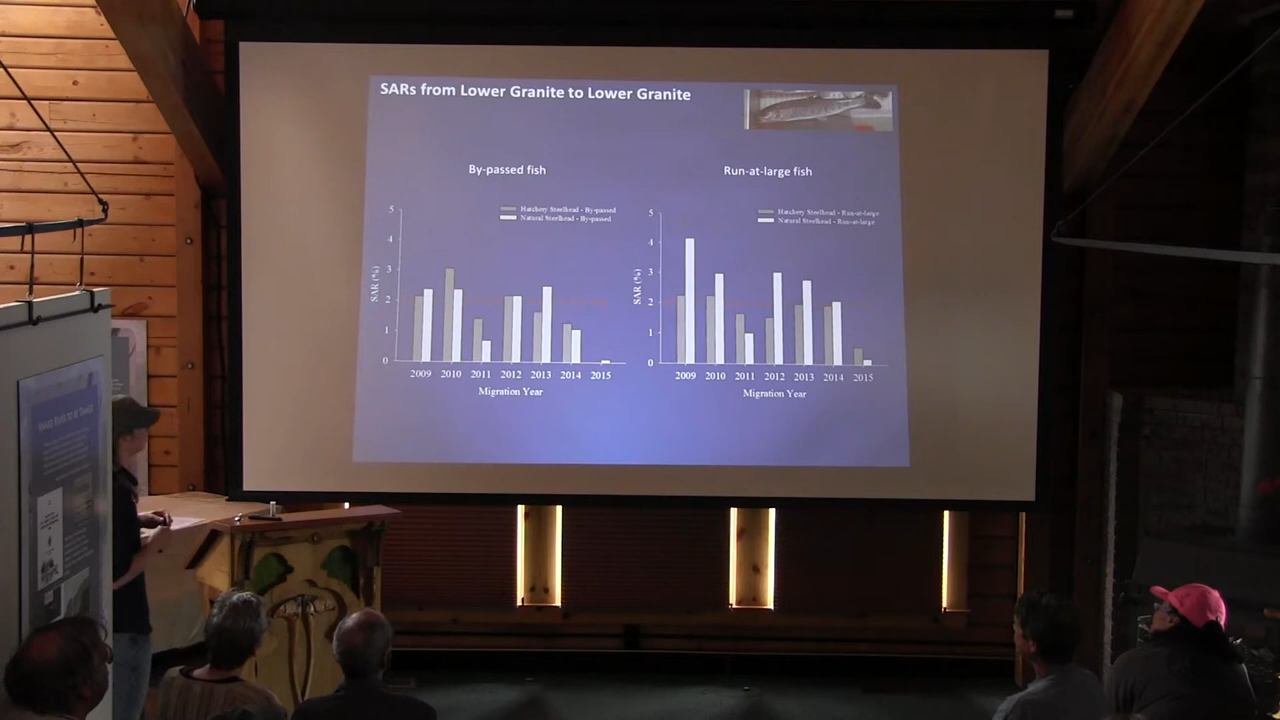 SARs from Lower Granite to Lower Granite
By-passed fish
Hatchery Steelhead - By-passed
Natural Steelhead - By-passed
5
4
3
2
1
0
SAR (%)
2009 2010 2011 2012 2013 2014 2015
Migration Year
Run-at-large fish
Hatchery Steelhead - Run-at-large
Natural Steelhead - Run-at-large
5
4
3
2
1
0
SAR (%)
2009 2010 2011 2012 2013 2014 2015
Migration Year